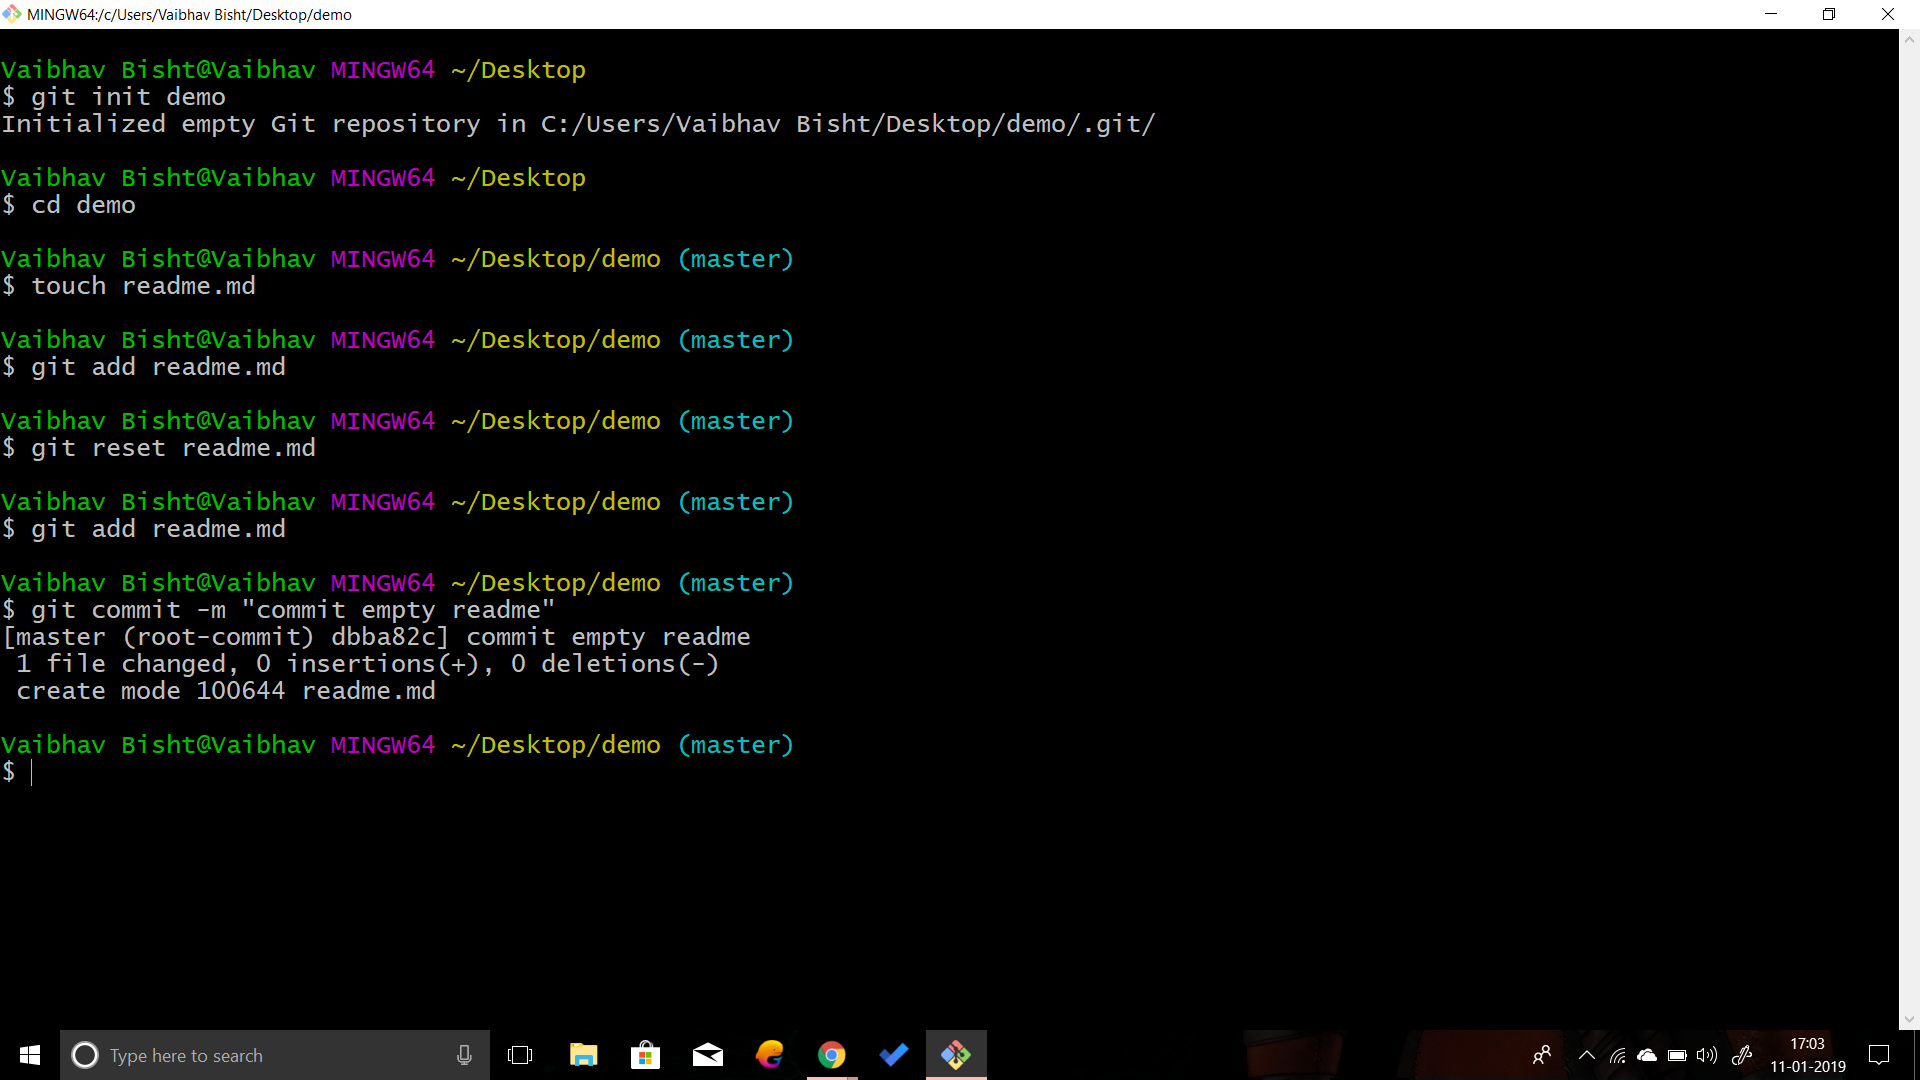 MINGW64:/c/Users/Vaibhav Bisht/Desktop/demo
Vaibhav Bisht@Vaibhav MINGW64 ~/Desktop
$ git init demo
Initialized empty Git repository in C:/Users/Vaibhav Bisht/Desktop/demo/.git/
Vaibhav Bisht@Vaibhav MINGW64 ~/Desktop
$ cd demo
Vaibhav Bisht@Vaibhav MINGW64 ~/Desktop/demo (master)
$ touch readme.md
Vaibhav Bisht@Vaibhav MINGW64 ~/Desktop/demo (master)
$ git add readme.md
Vaibhav Bisht@Vaibhav MINGW64 ~/Desktop/demo (master)
$ git reset readme.md
Vaibhav Bisht@Vaibhav MINGW64 ~/Desktop/demo (master)
$ git add readme.md
Vaibhav Bisht@Vaibhav MINGW64 ~/Desktop/demo (master)
$ git commit -m "commit empty readme"
[master (root-commit) dbba82c] commit empty readme
 1 file changed, 0 insertions(+), 0 deletions(-)
 create mode 100644 readme.md
Vaibhav Bisht@Vaibhav MINGW64 ~/Desktop/demo (master)
$
Type here to search
17:03
11-01-2019